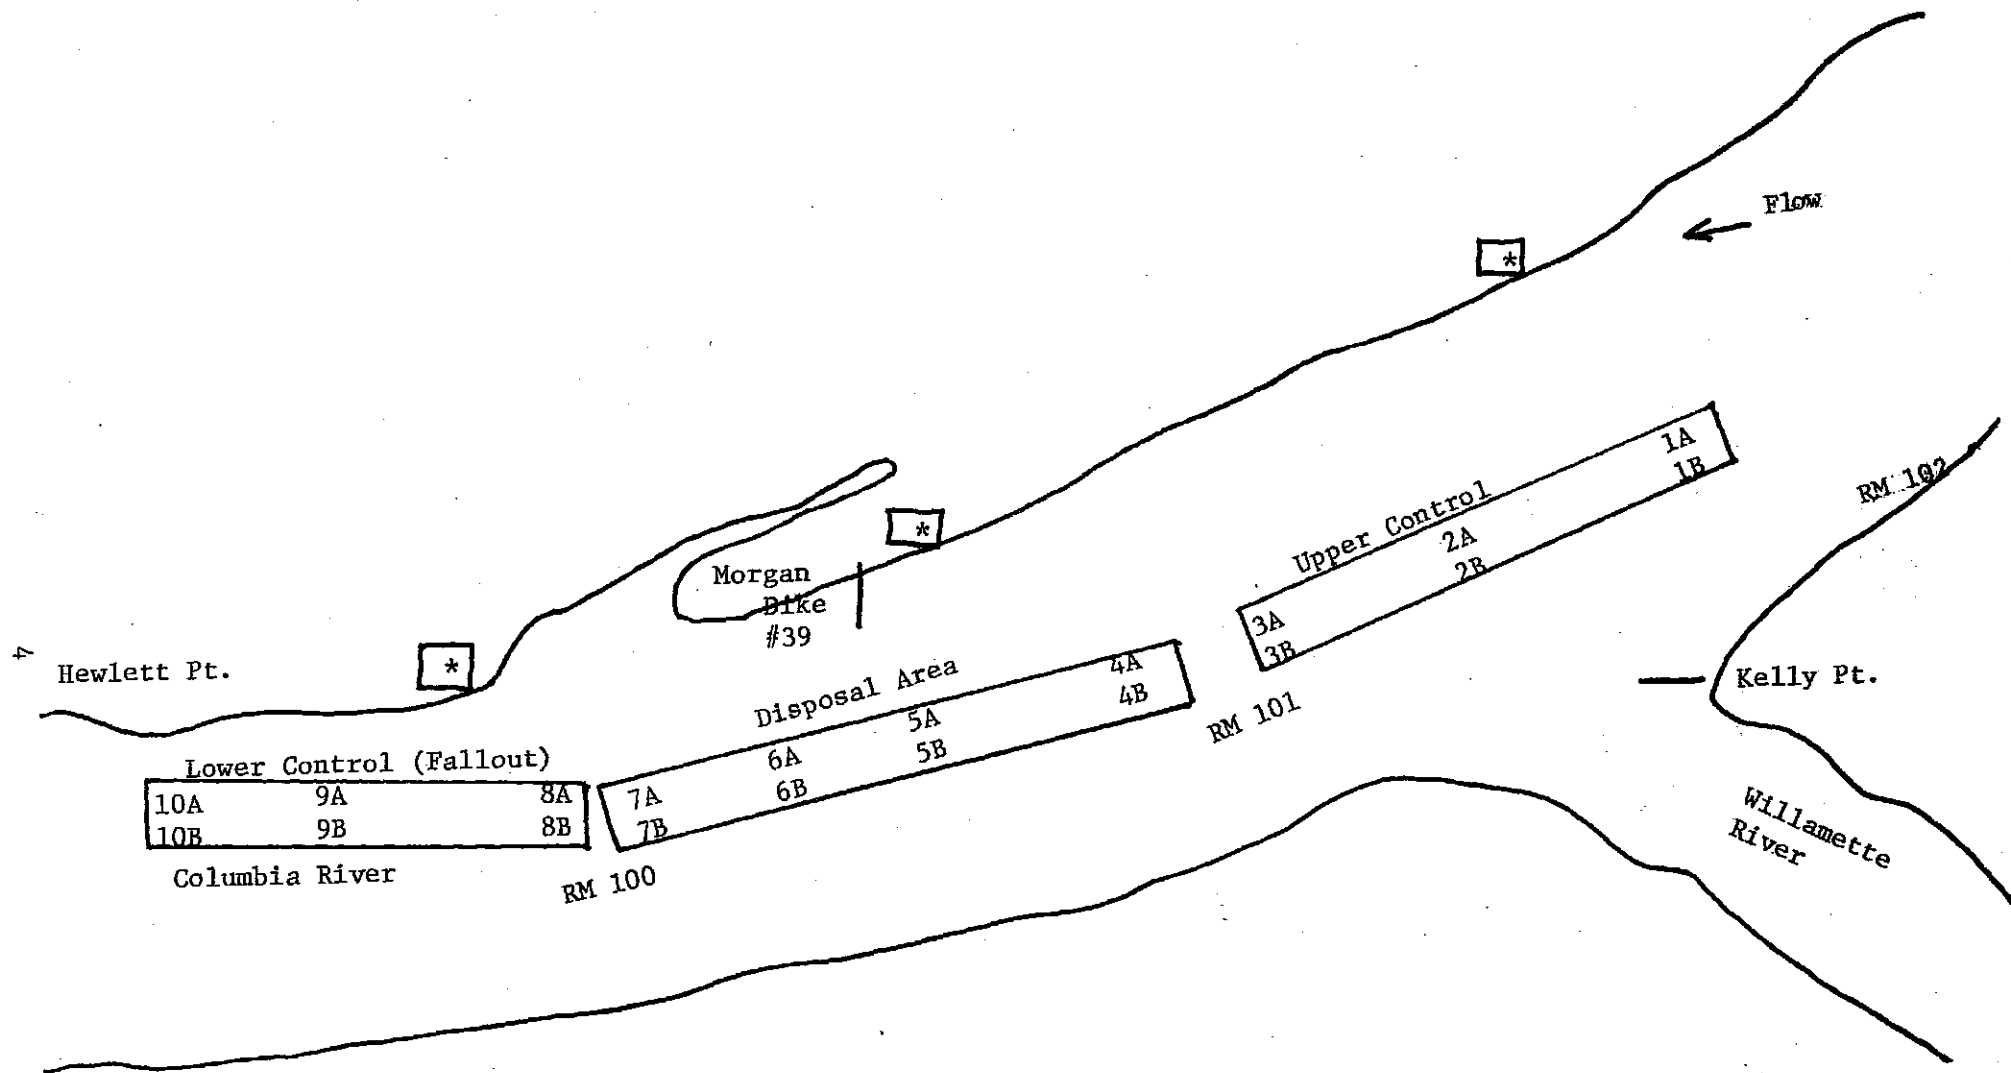 Flow
*
RM 102
1A
1B
Upper Control
2A
2B
3A
3B
*
Morgan
Dike
#39
4
Hewlett Pt.
*
Kelly Pt.
Disposal Area
4A
4B
5A
5B
6A
6B
7A
7B
RM 101
Lower Control (Fallout)
10A 9A 8A
10B 9B 8B
Columbia River
RM 100
Willamette
River